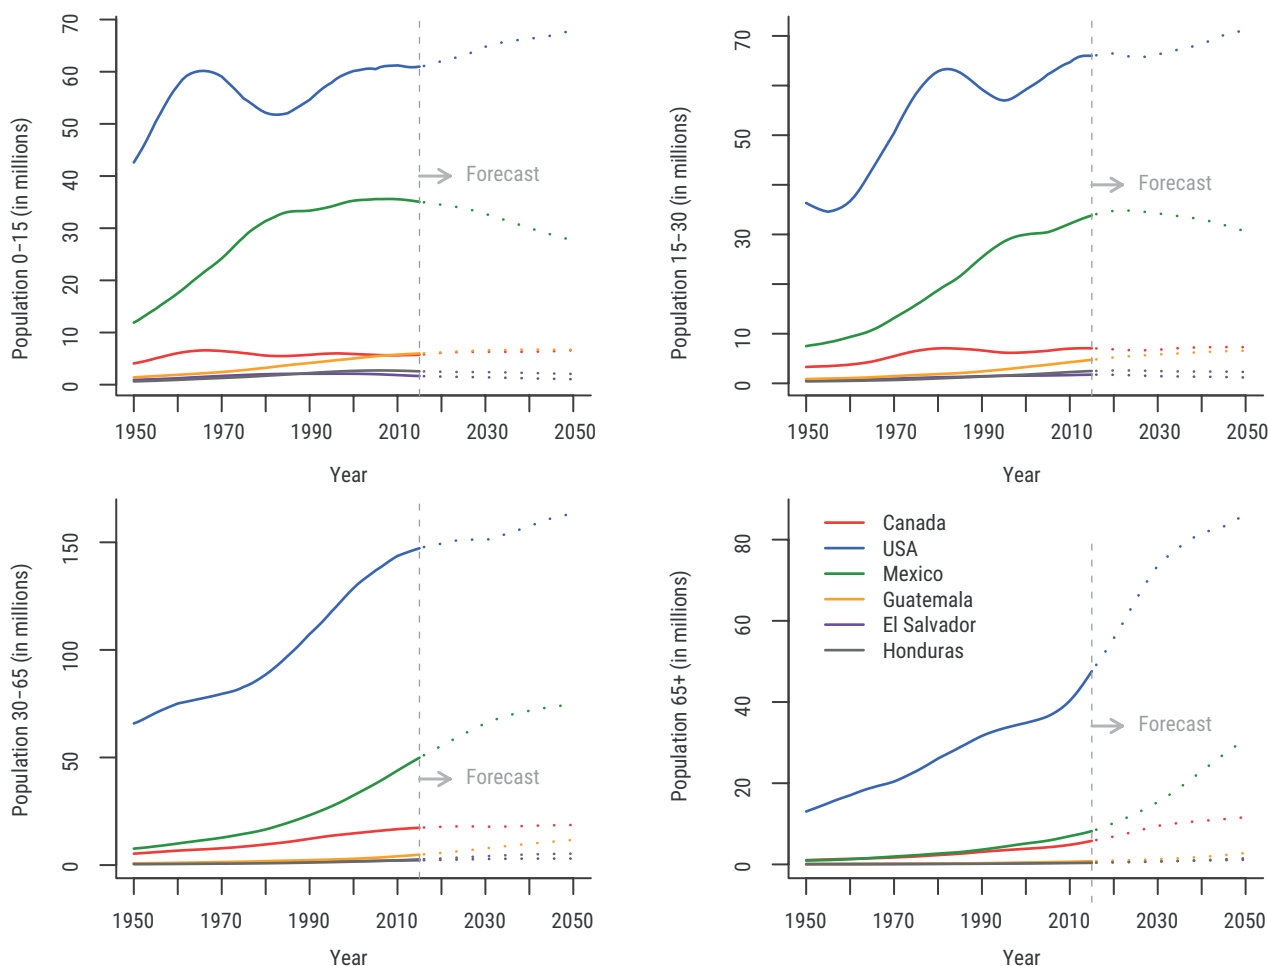 Population 0–15 (in millions)
70
60
50
40
30
20
10
0
Forecast
1950 1970 1990 2010 2030 2050
Year
Population 15–30 (in millions)
70
50
30
10
0
Forecast
1950 1970 1990 2010 2030 2050
Year
Population 30–65 (in millions)
150
100
50
0
Forecast
1950 1970 1990 2010 2030 2050
Year
Population 65+ (in millions)
80
60
40
20
0
Canada
USA
Mexico
Guatemala
El Salvador
Honduras
Forecast
1950 1970 1990 2010 2030 2050
Year